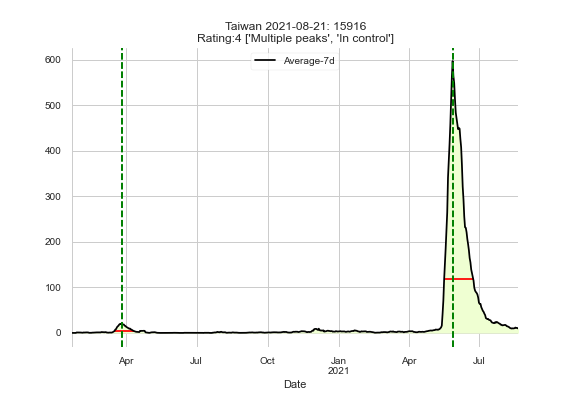 Taiwan 2021-08-21: 15916
Rating:4 ['Multiple peaks', 'In control']
Average-7d
600
500
400
300
200
100
0
Apr
Jul
Oct
Jan
2021
Apr
Jul
Date